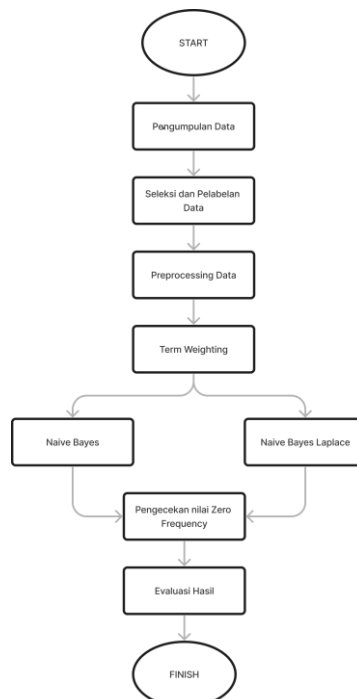 START
Pengumpulan Data
Seleksi dan Pelabelan
Data
Preprocessing Data
Term Weighting
Naive Bayes
Naive Bayes Laplace
Pengecekan nilai Zero
Frequency
Evaluasi Hasil
FINISH